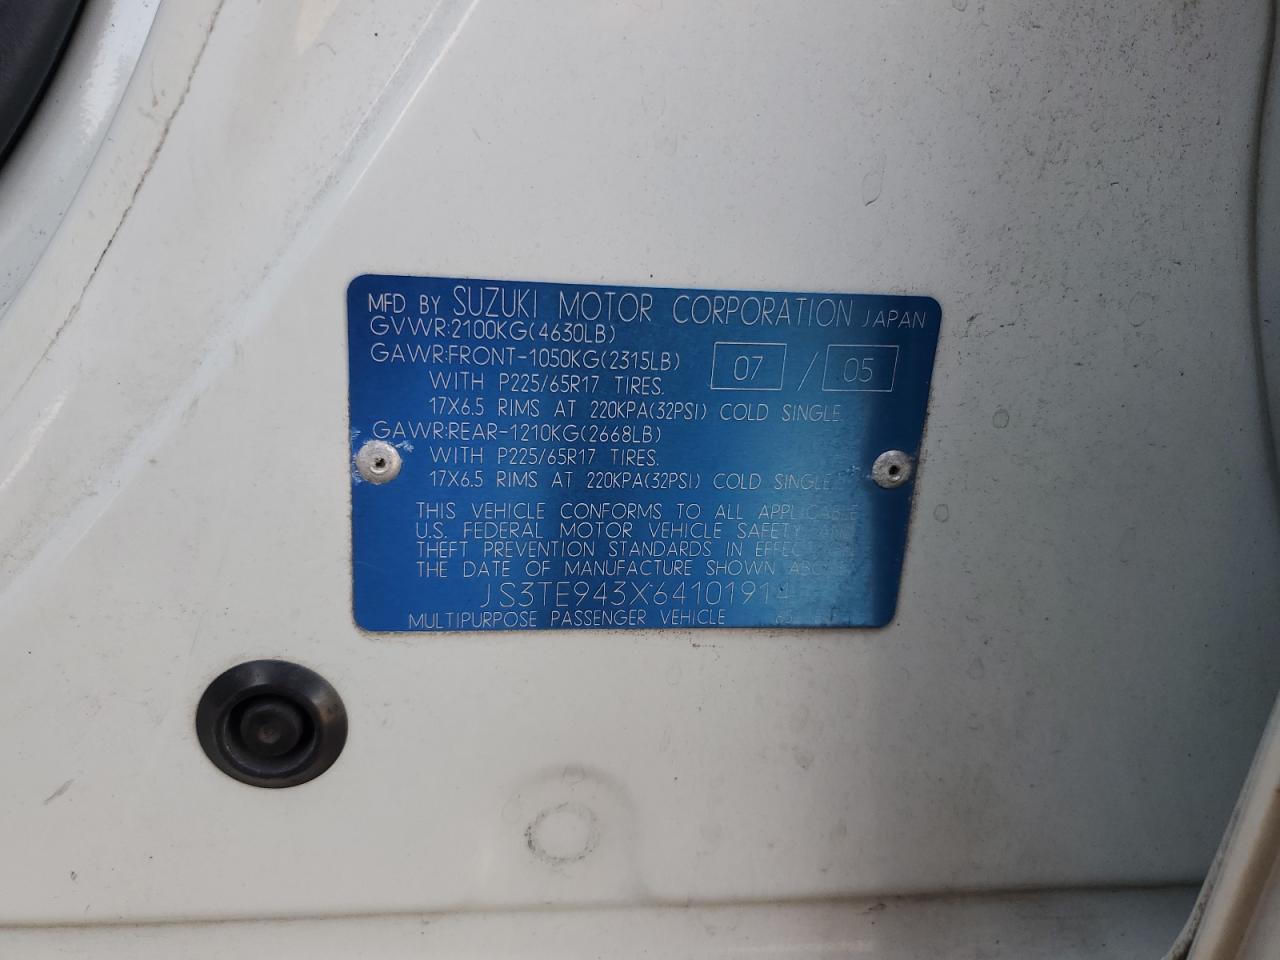 MFD BY SUZUKI MOTOR CORPORATION JAPAN
GVWR:2100KG(4630LB)
GAWR:FRONT-1050KG(2315LB) 07 / 05
WITH P225/65R17 TIRES.
17X6.5 RIMS AT 220KPA(32PSI) COLD SINGLE
GAWR:REAR-1210KG(2668LB)
WITH P225/65R17 TIRES.
17X6.5 RIMS AT 220KPA(32PSI) COLD SINGLE
THIS VEHICLE CONFORMS TO ALL APPLICABLE
U.S. FEDERAL MOTOR VEHICLE SAFETY AND
THEFT PREVENTION STANDARDS IN EFFECT
THE DATE OF MANUFACTURE SHOWN ABOVE
JS3TE943X64101914
MULTIPURPOSE PASSENGER VEHICLE